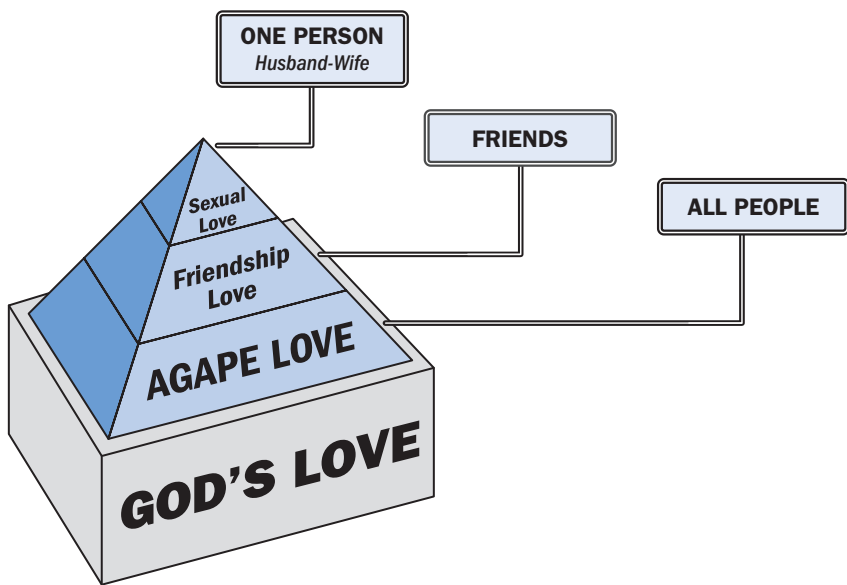 ONE PERSON
Husband-Wife
FRIENDS
ALL PEOPLE
Sexual
Love
Friendship
Love
AGAPE LOVE
GOD'S LOVE